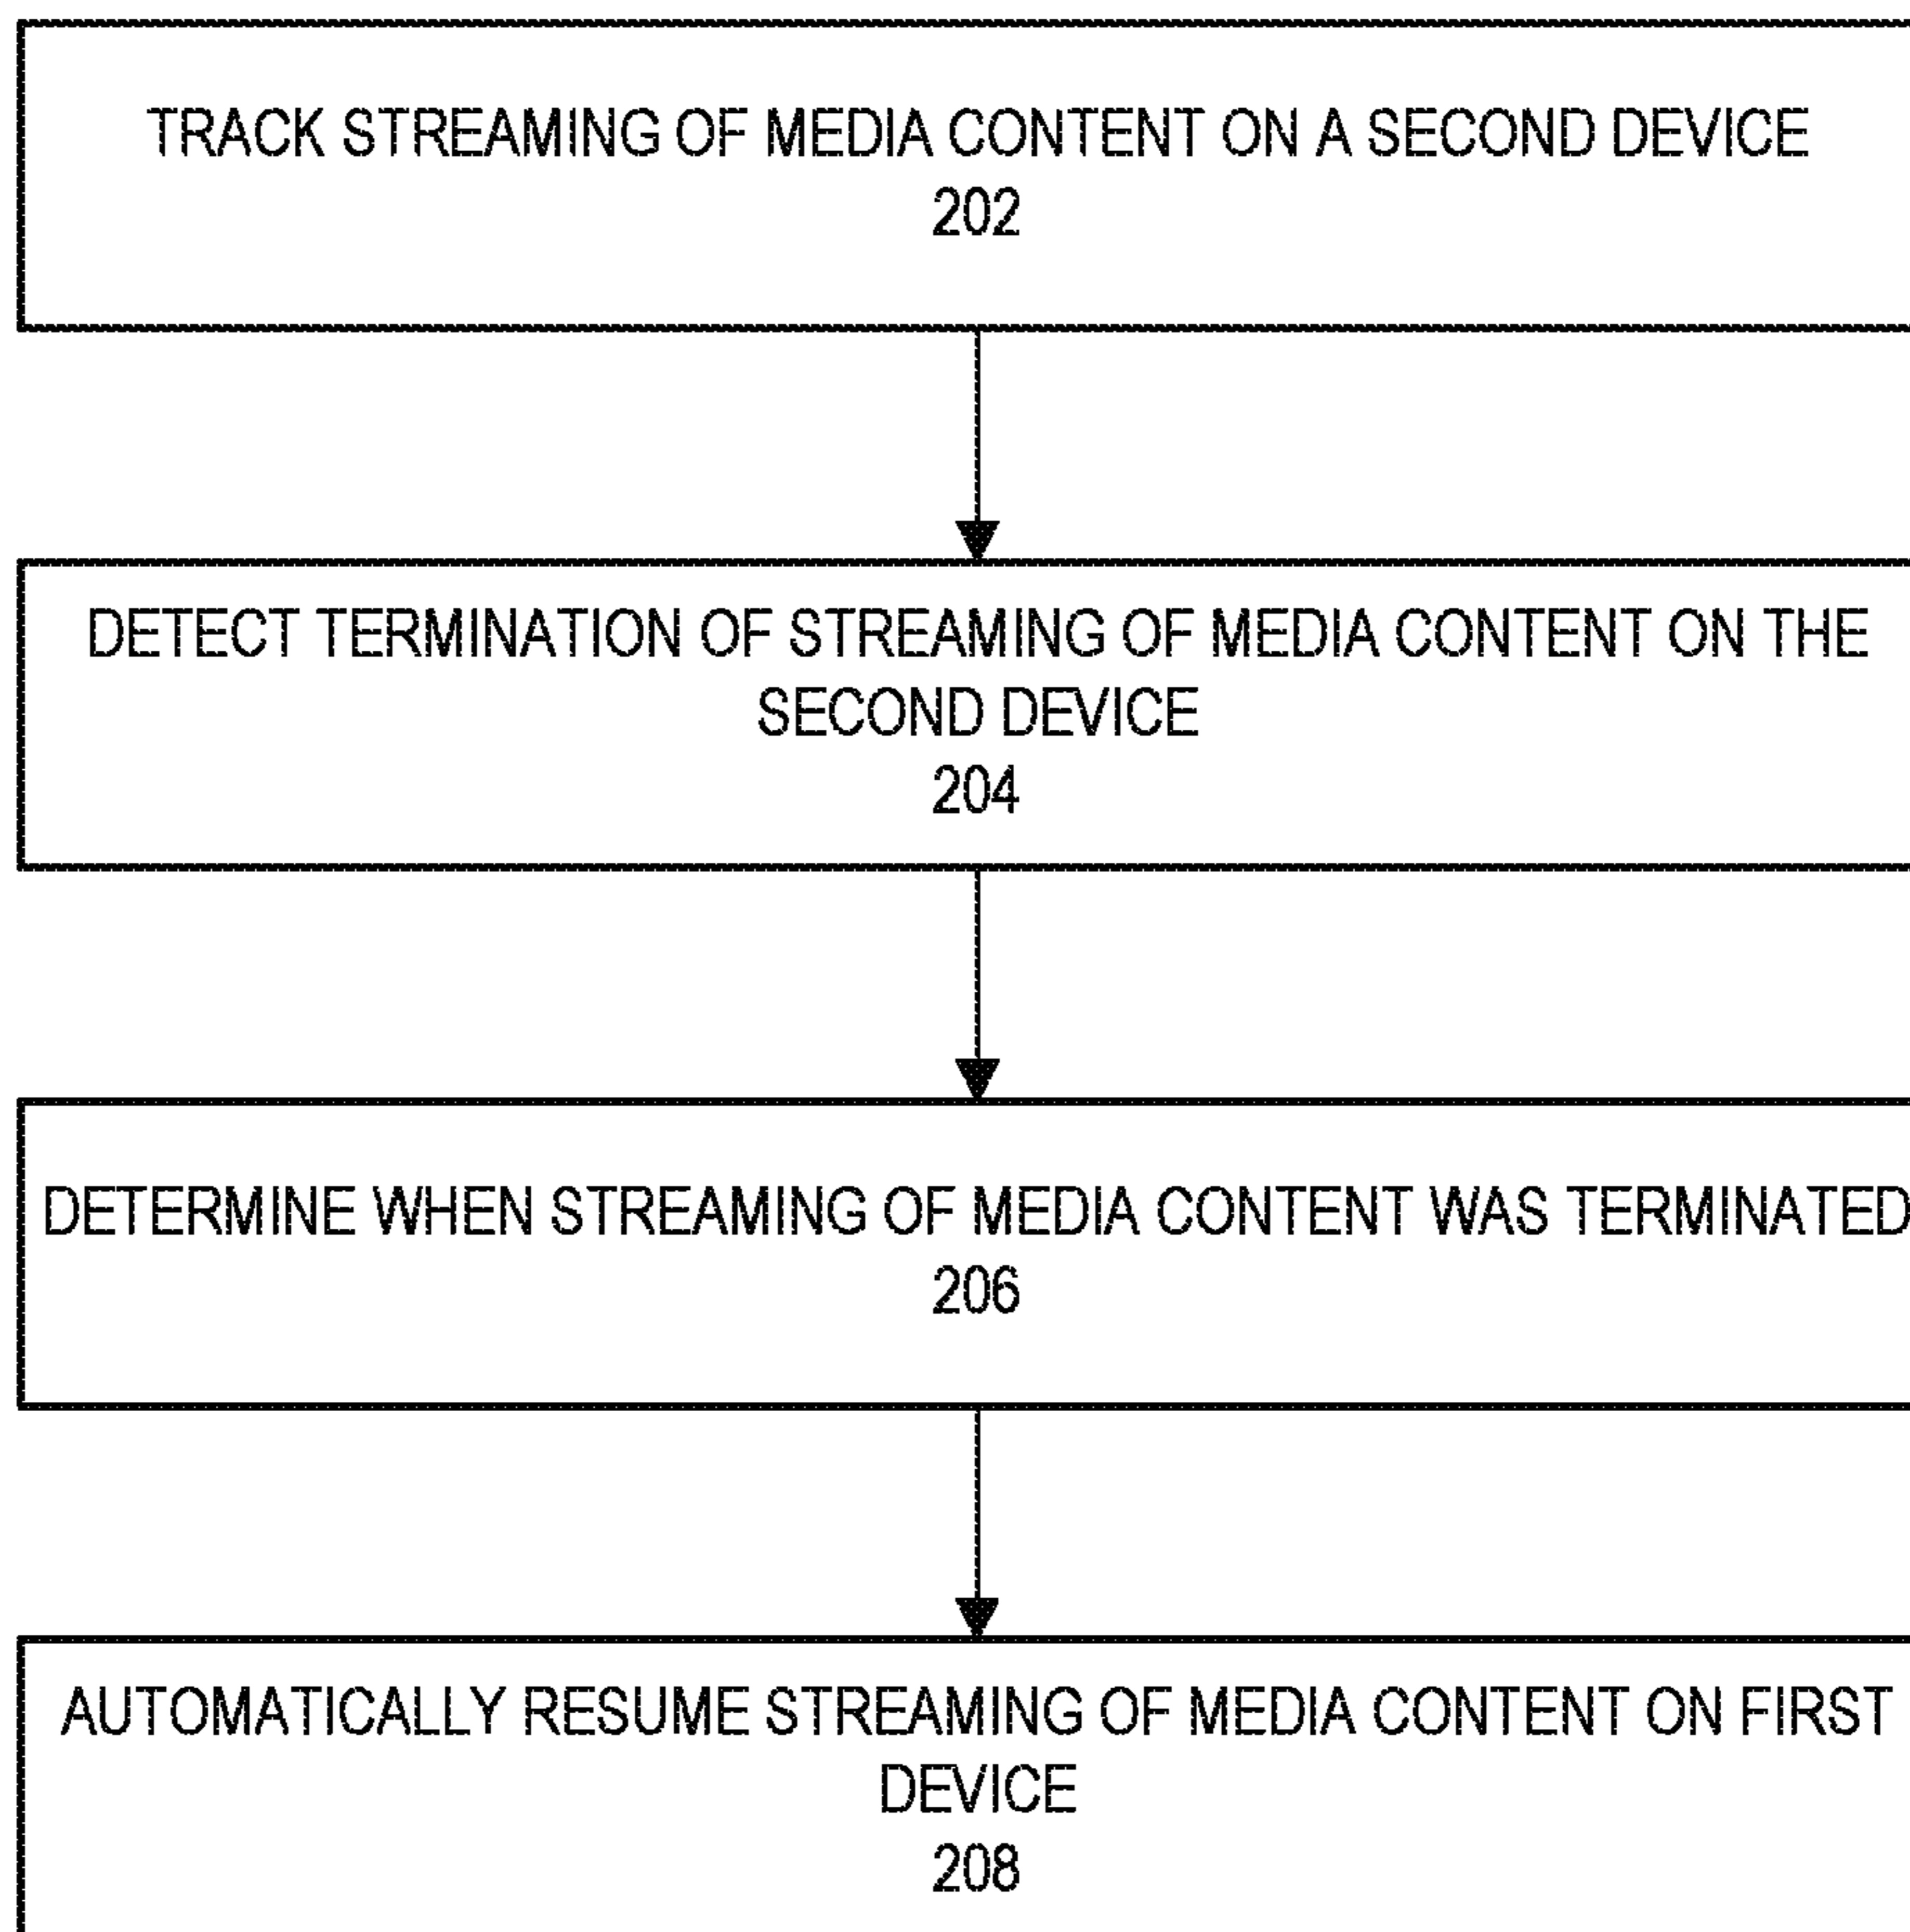 TRACK STREAMING OF MEDIA CONTENT ON A SECOND DEVICE
202
DETECT TERMINATION OF STREAMING OF MEDIA CONTENT ON THE
SECOND DEVICE
204
DETERMINE WHEN STREAMING OF MEDIA CONTENT WAS TERMINATED
206
AUTOMATICALLY RESUME STREAMING OF MEDIA CONTENT ON FIRST
DEVICE
208